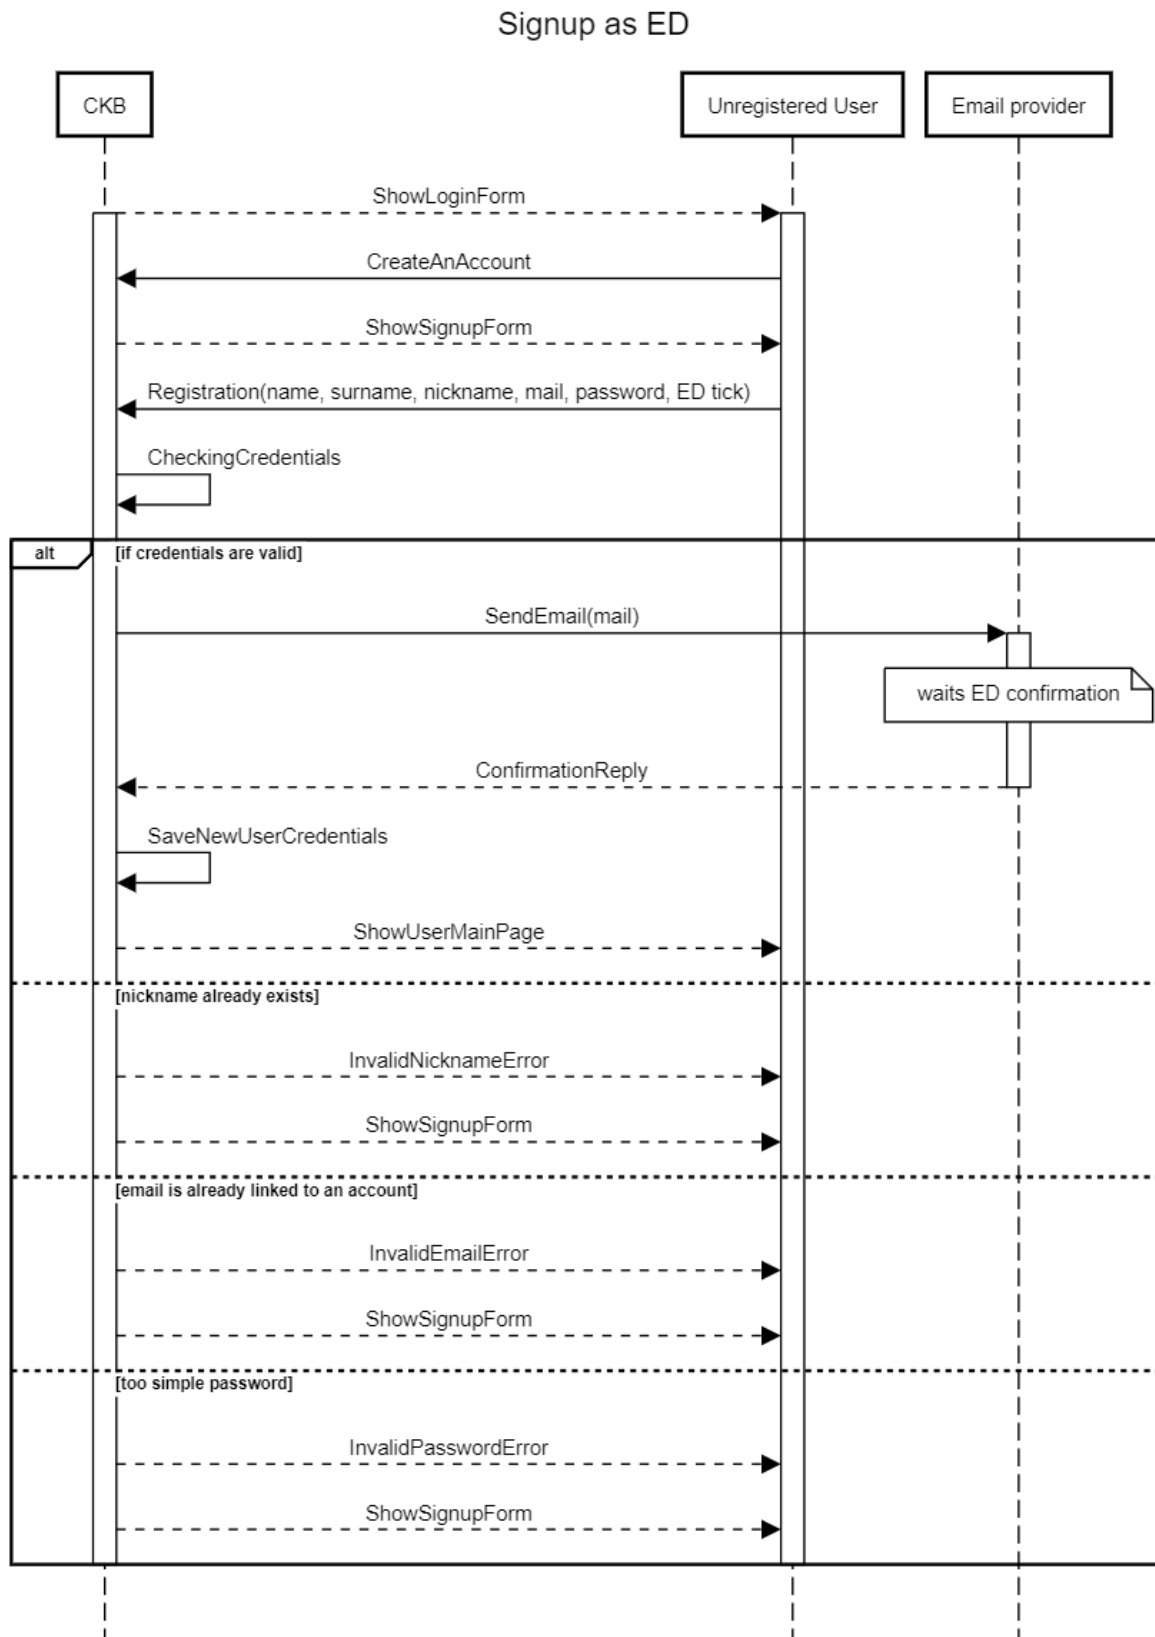 Signup as ED
CKB
Unregistered User
Email provider
ShowLoginForm
CreateAnAccount
ShowSignupForm
Registration(name, surname, nickname, mail, password, ED tick)
CheckingCredentials
alt
[if credentials are valid]
SendEmail(mail)
waits ED confirmation
ConfirmationReply
SaveNewUserCredentials
ShowUserMainPage
[nickname already exists]
InvalidNicknameError
ShowSignupForm
[email is already linked to an account]
InvalidEmailError
ShowSignupForm
[too simple password]
InvalidPasswordError
ShowSignupForm